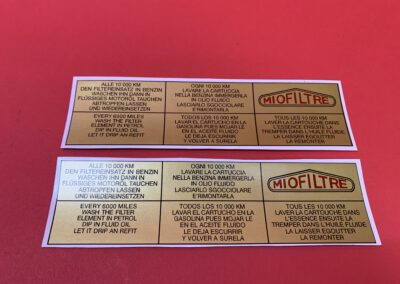 ALLE 10 000 KM
DEN FILTEREINSATZ IN BENZIN
WASCHEN IHN DANN IN
FLÜSSIGES MOTORÖL TAUCHEN
ABTROPFEN LASSEN
UND WIEDEREINSETZEN
OGNI 10 000 KM
LAVARE LA CARTUCCIA
NELLA BENZINA IMMERGERLA
IN OLIO FLUIDO
LASCIARLO SGOCCIOLARE
E'RIMONTARLA
MIOFILTRE
EVERY 6000 MILES
WASH THE FILTER
ELEMENT IN PETROL
DIP IN FLUID OIL
LET IT DRIP AN REFIT
TODOS LOS 10 000 KM
LAVAR EL CARTUCHO EN LA
GASOLINA PUES MOJAR LE
EN EL ACEITE FLUIDO
LE DEJA ESCURRIR
Y VOLVER A SURELA
TOUS LES 10 000 KM
LAVER LA CARTOUCHE DANS
L'ESSENCE ENSUITE LA
TREMPER DANS L'HUILE FLUIDE
LA LAISSER EGOUTTER
LA REMONTER
ALLE 10 000 KM
DEN FILTEREINSATZ IN BENZIN
WASCHEN IHN DANN IN
FLÜSSIGES MOTORÖL TAUCHEN
ABTROPFEN LASSEN
UND WIEDEREINSETZEN
OGNI 10 000 KM
LAVARE LA CARTUCCIA
NELLA BENZINA IMMERGERLA
IN OLIO FLUIDO
LASCIARLO SGOCCIOLARE
E'RIMONTARLA
MIOFILTRE
EVERY 6000 MILES
WASH THE FILTER
ELEMENT IN PETROL
DIP IN FLUID OIL
LET IT DRIP AN REFIT
TODOS LOS 10 000 KM
LAVAR EL CARTUCHO EN LA
GASOLINA PUES MOJAR LE
EN EL ACEITE FLUIDO
LE DEJA ESCURRIR
Y VOLVER A SURELA
TOUS LES 10 000 KM
LAVER LA CARTOUCHE DANS
L'ESSENCE ENSUITE LA
TREMPER DANS L'HUILE FLUIDE
LA LAISSER EGOUTTER
LA REMONTER